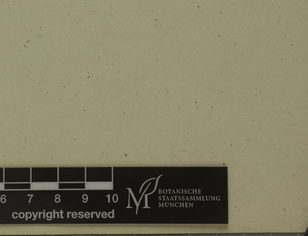 6 7 8 9 10
copyright reserved
M
BOTANISCHE
STAATSSAMMLUNG
MÜNCHEN